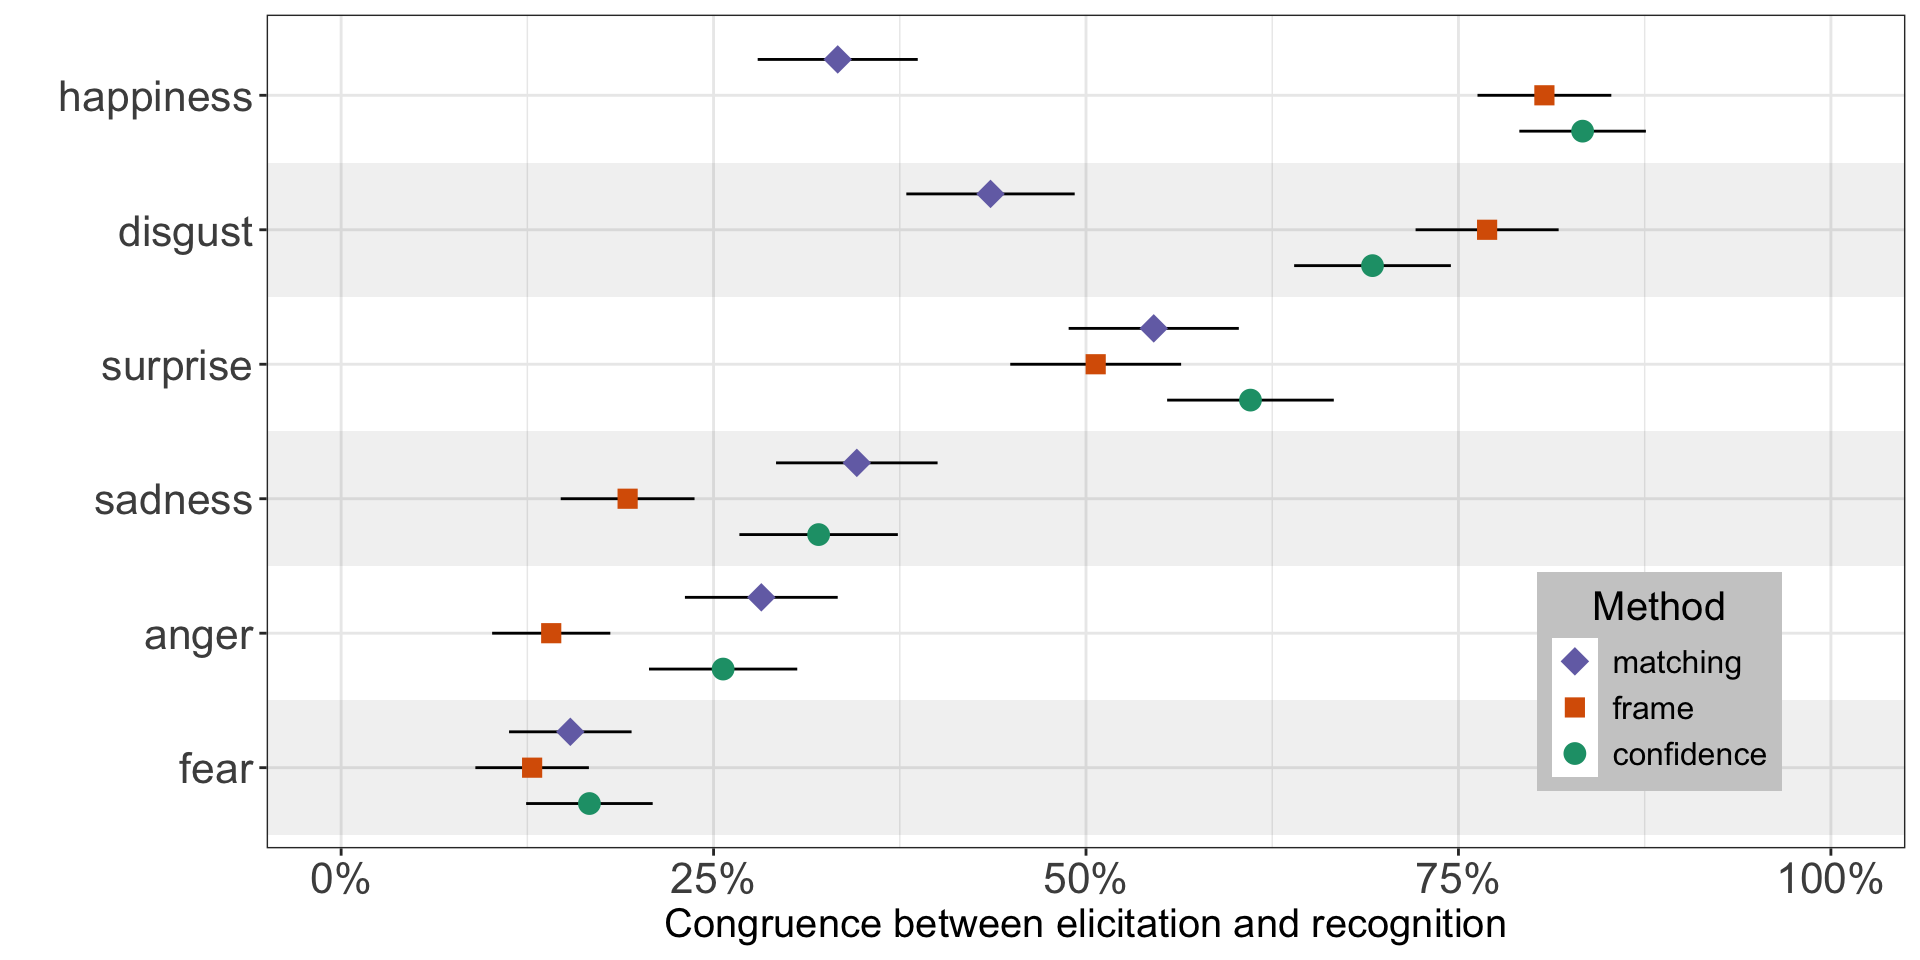 happiness
disgust
surprise
sadness
anger
fear
Method
matching
frame
confidence
0% 25% 50% 75% 100%
Congruence between elicitation and recognition